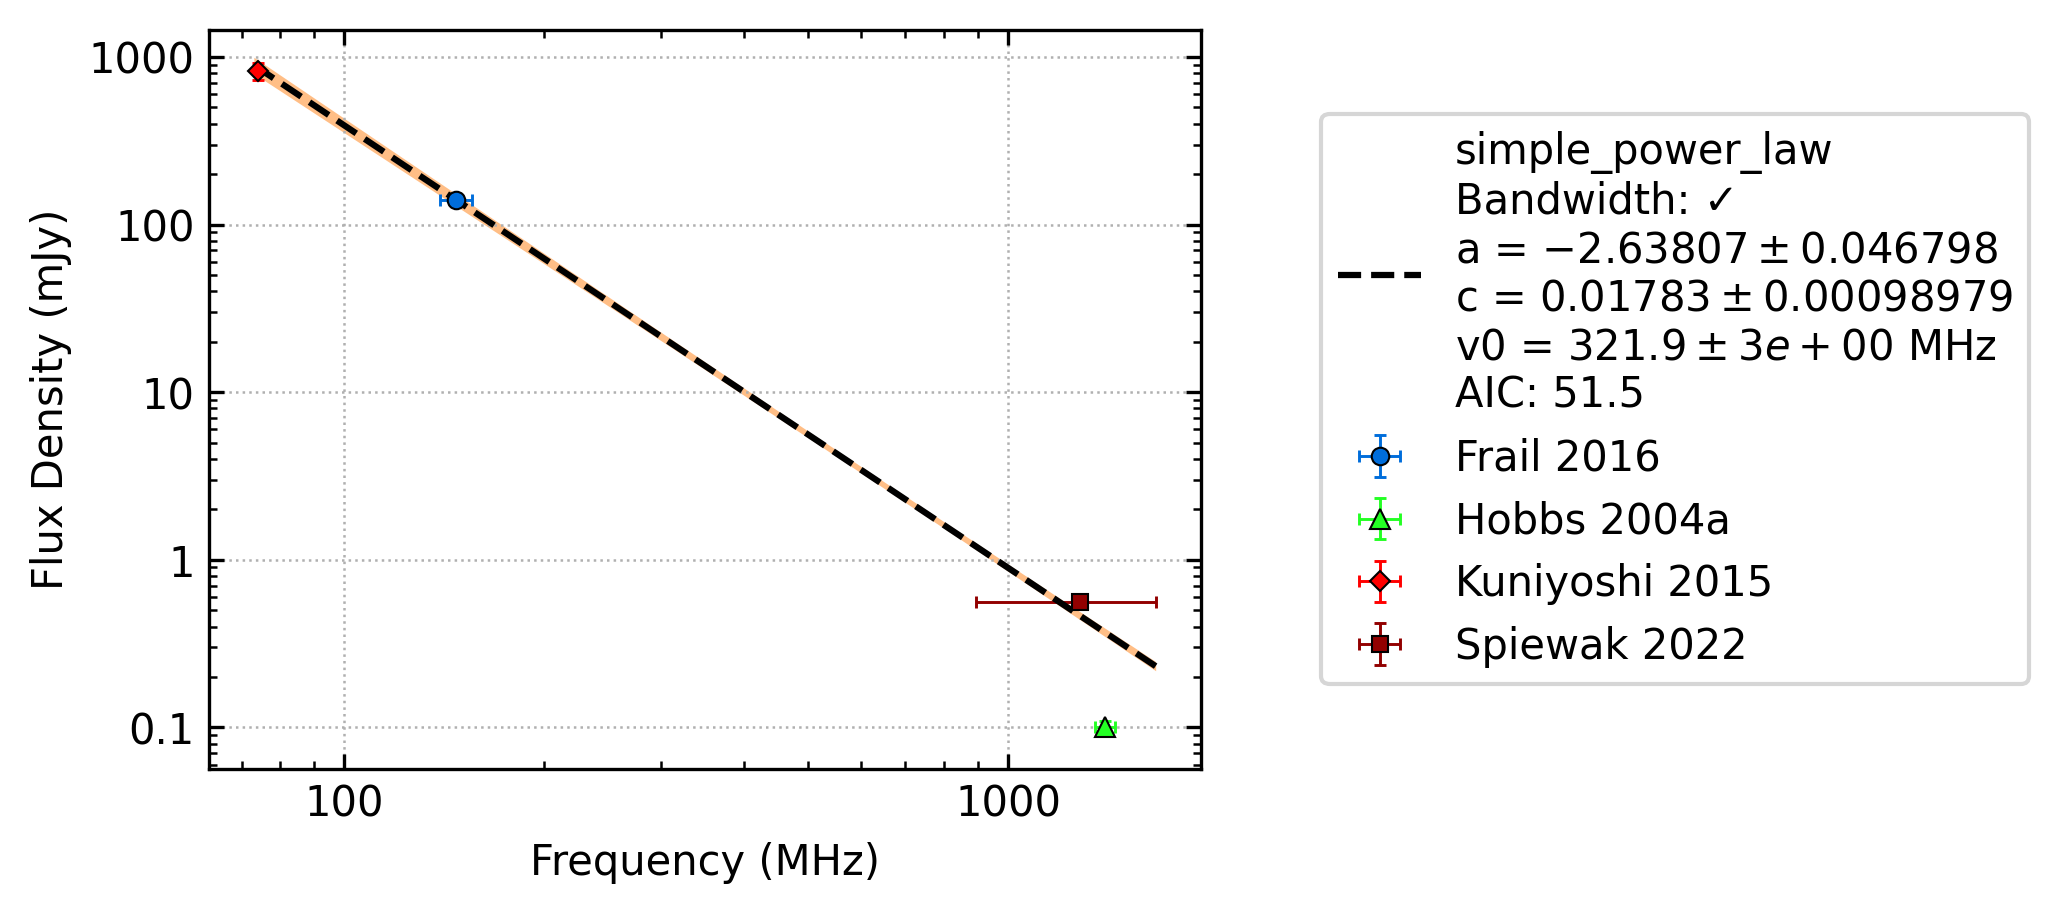 1000
100
10
1
0.1
Flux Density (mJy)
100
1000
Frequency (MHz)
simple_power_law
Bandwidth: ✓
a = −2.63807 ± 0.046798
c = 0.01783 ± 0.00098979
v0 = 321.9 ± 3e + 00 MHz
AIC: 51.5
Frail 2016
Hobbs 2004a
Kuniyoshi 2015
Spiewak 2022